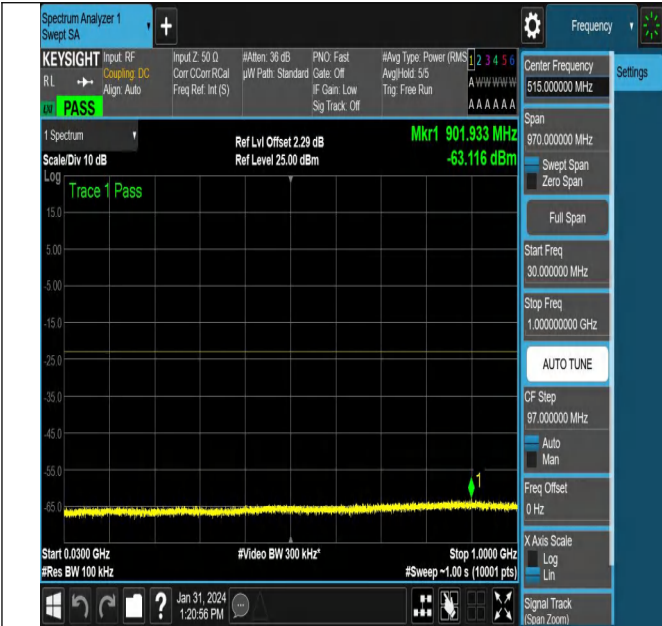 Spectrum Analyzer 1
Swept SA
Frequency
KEYSIGHT
RL
LXI
PASS
Input: RF
Coupling: DC
Align: Auto
Input Z: 50 Ω
Corr CCorr RCal
Freq Ref: Int (S)
#Atten: 36 dB
µW Path: Standard
PNO: Fast
Gate: Off
IF Gain: Low
Sig Track: Off
#Avg Type: Power (RMS
Avg|Hold: 5/5
Trig: Free Run
1 2 3 4 5 6
A W W W W W
A A A A A A
Center Frequency
515.000000 MHz
Settings
Span
970.000000 MHz
Swept Span
Zero Span
Full Span
Start Freq
30.000000 MHz
Stop Freq
1.000000000 GHz
AUTO TUNE
CF Step
97.000000 MHz
Auto
Man
Freq Offset
0 Hz
X Axis Scale
Log
Lin
Signal Track
(Span Zoom)
1 Spectrum
Scale/Div 10 dB
Ref Lvl Offset 2.29 dB
Ref Level 25.00 dBm
Mkr1 901.933 MHz
-63.116 dBm
Log
Trace 1 Pass
15.0
5.00
-5.00
-15.0
-25.0
-35.0
-45.0
-55.0
-65.0
1
Start 0.0300 GHz
#Video BW 300 kHz*
Stop 1.0000 GHz
#Res BW 100 kHz
#Sweep ~1.00 s (10001 pts)
?
Jan 31, 2024
1:20:56 PM